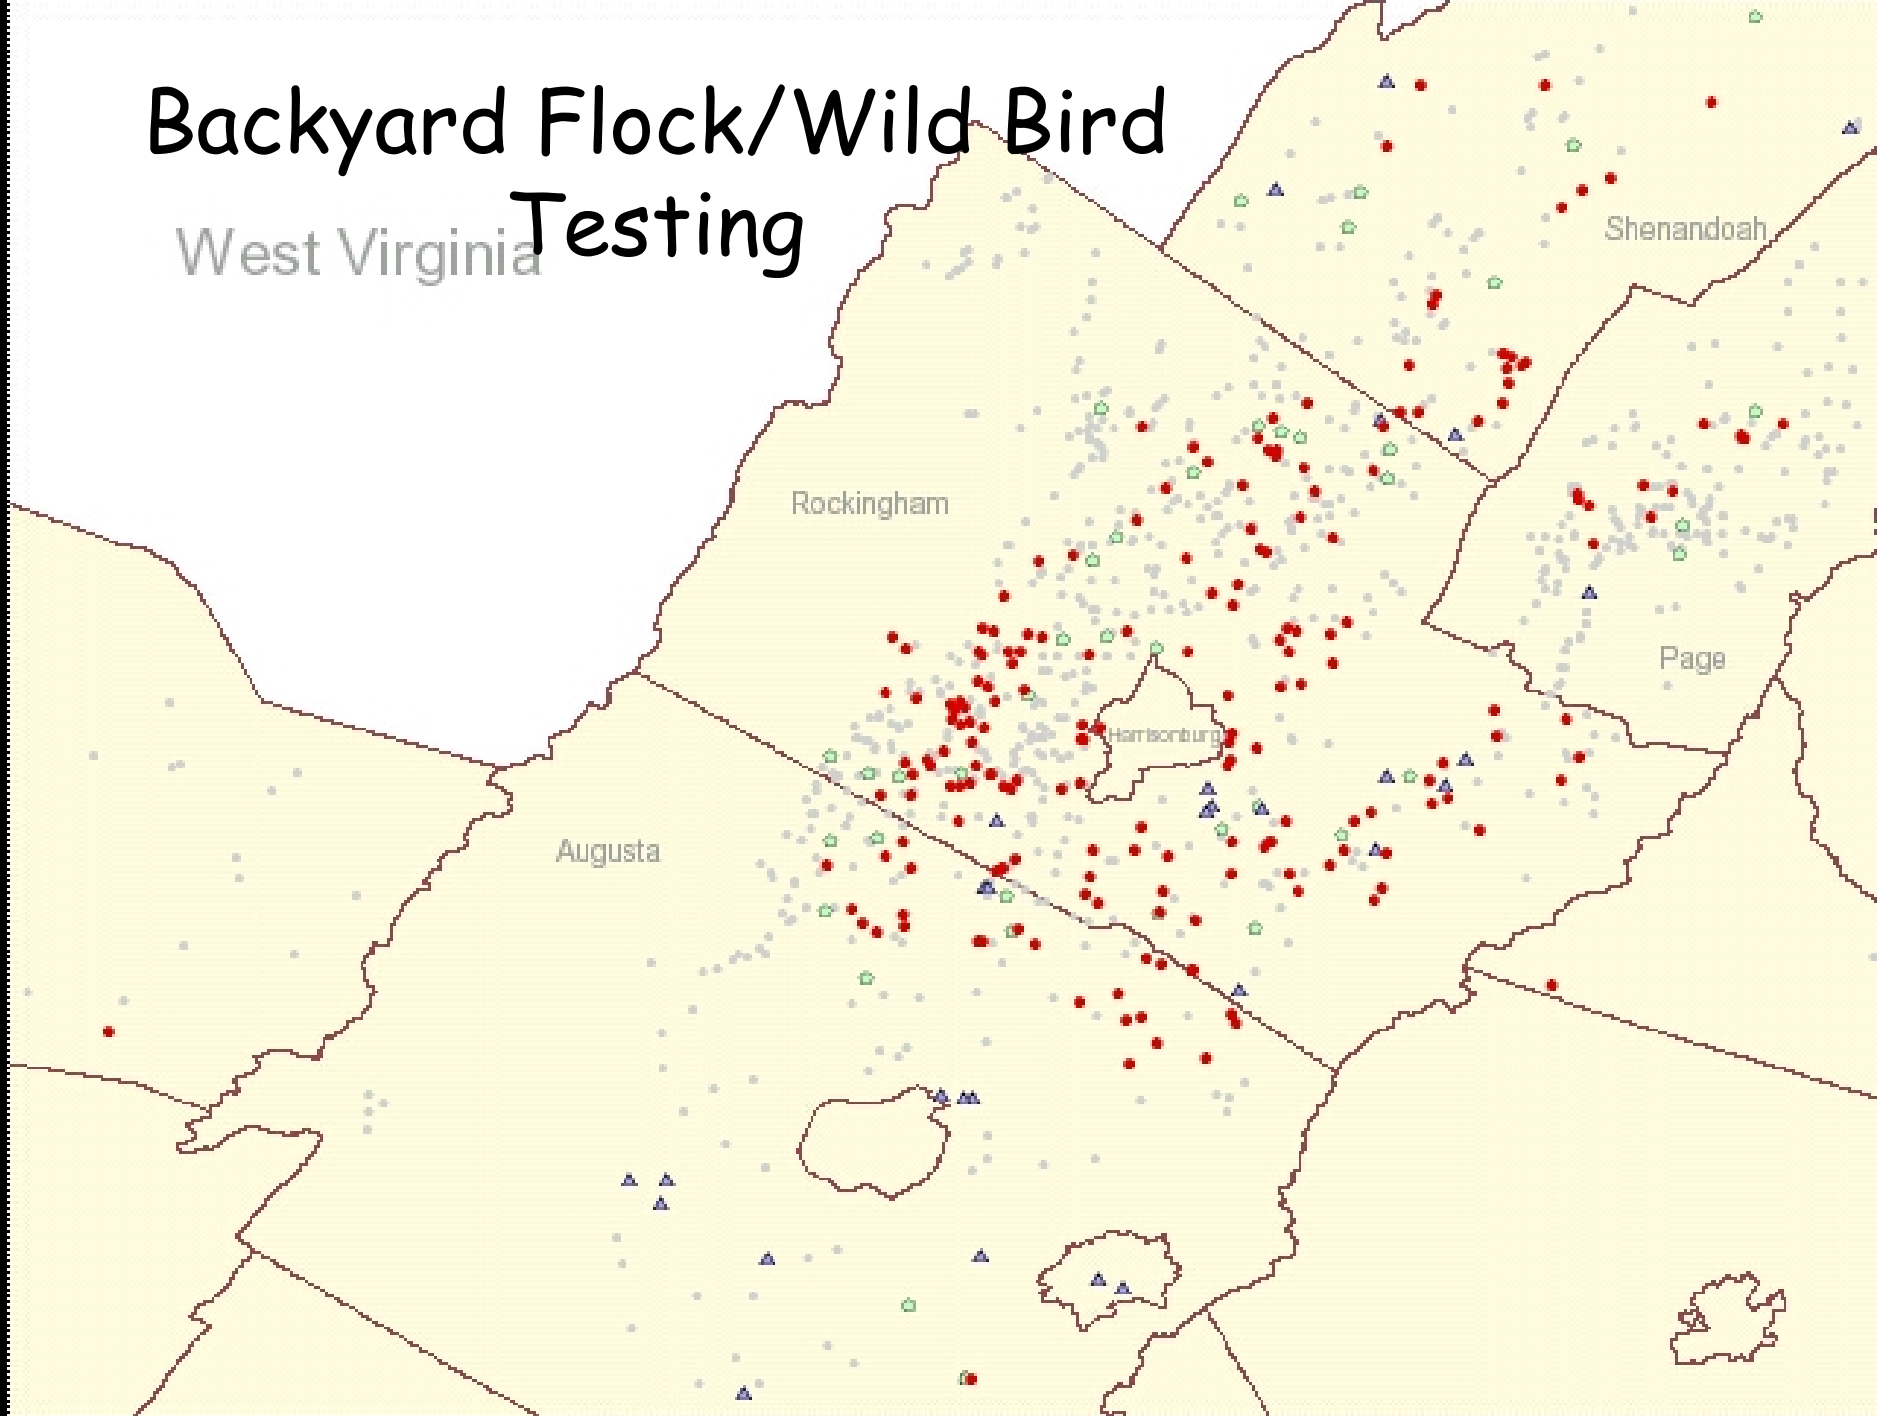 Backyard Flock/Wild Bird
Testing
West Virginia
Shenandoah
Rockingham
Page
Harrisonburg
Augusta